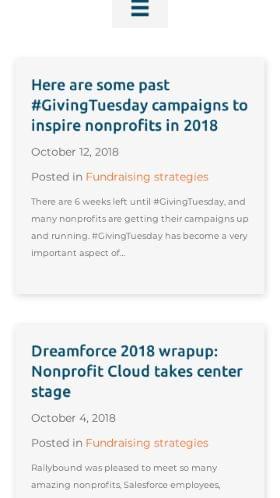 Here are some past
#GivingTuesday campaigns to
inspire nonprofits in 2018
October 12, 2018
Posted in Fundraising strategies
There are 6 weeks left until #GivingTuesday, and
many nonprofits are getting their campaigns up
and running. #GivingTuesday has become a very
important aspect of...
Dreamforce 2018 wrapup:
Nonprofit Cloud takes center
stage
October 4, 2018
Posted in Fundraising strategies
Rallybound was pleased to meet so many
amazing nonprofits, Salesforce employees,